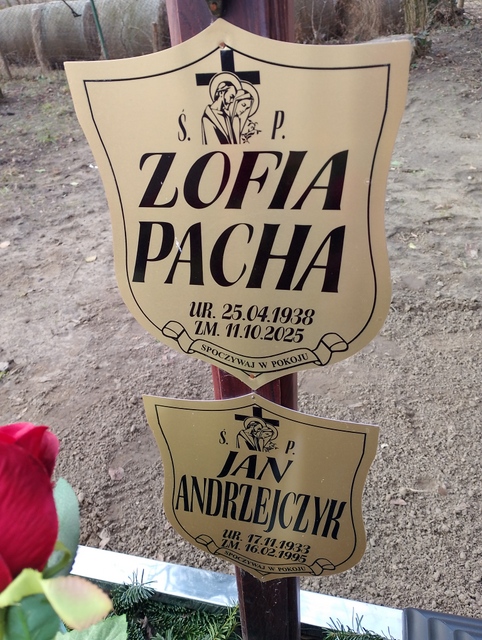 Ś. P.
ZOFIA
PACHA
UR. 25.04.1938
ZM. 11.10.2025
SPOCZYWAJ W POKOJU
Ś. P.
JAN
ANDRZEJCZYK
UR. 17.11.1933
ZM. 16.02.1995
SPOCZYWAJ W POKOJU